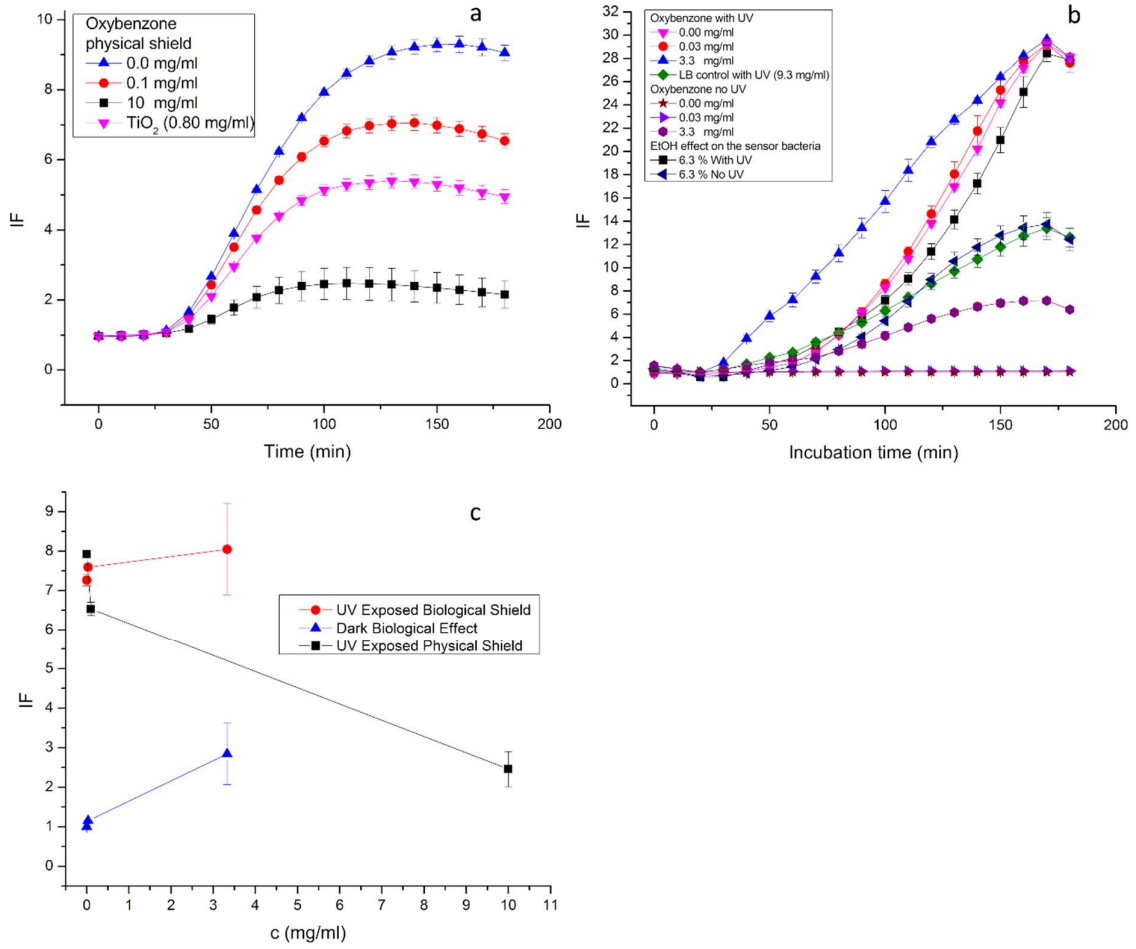 a
Oxybenzone
physical shield
0.0 mg/ml
0.1 mg/ml
10 mg/ml
TiO2 (0.80 mg/ml)
10
8
6
4
2
0
IF
0 50 100 150 200
Time (min)
b
Oxybenzone with UV
0.00 mg/ml
0.03 mg/ml
3.3 mg/ml
LB control with UV (9.3 mg/ml)
Oxybenzone no UV
0.00 mg/ml
0.03 mg/ml
3.3 mg/ml
EtOH effect on the sensor bacteria
6.3 % With UV
6.3 % No UV
32
30
28
26
24
22
20
18
16
14
12
10
8
6
4
2
0
IF
0 50 100 150 200
Incubation time (min)
c
UV Exposed Biological Shield
Dark Biological Effect
UV Exposed Physical Shield
9
8
7
6
5
4
3
2
1
0
IF
0 1 2 3 4 5 6 7 8 9 10 11
c (mg/ml)